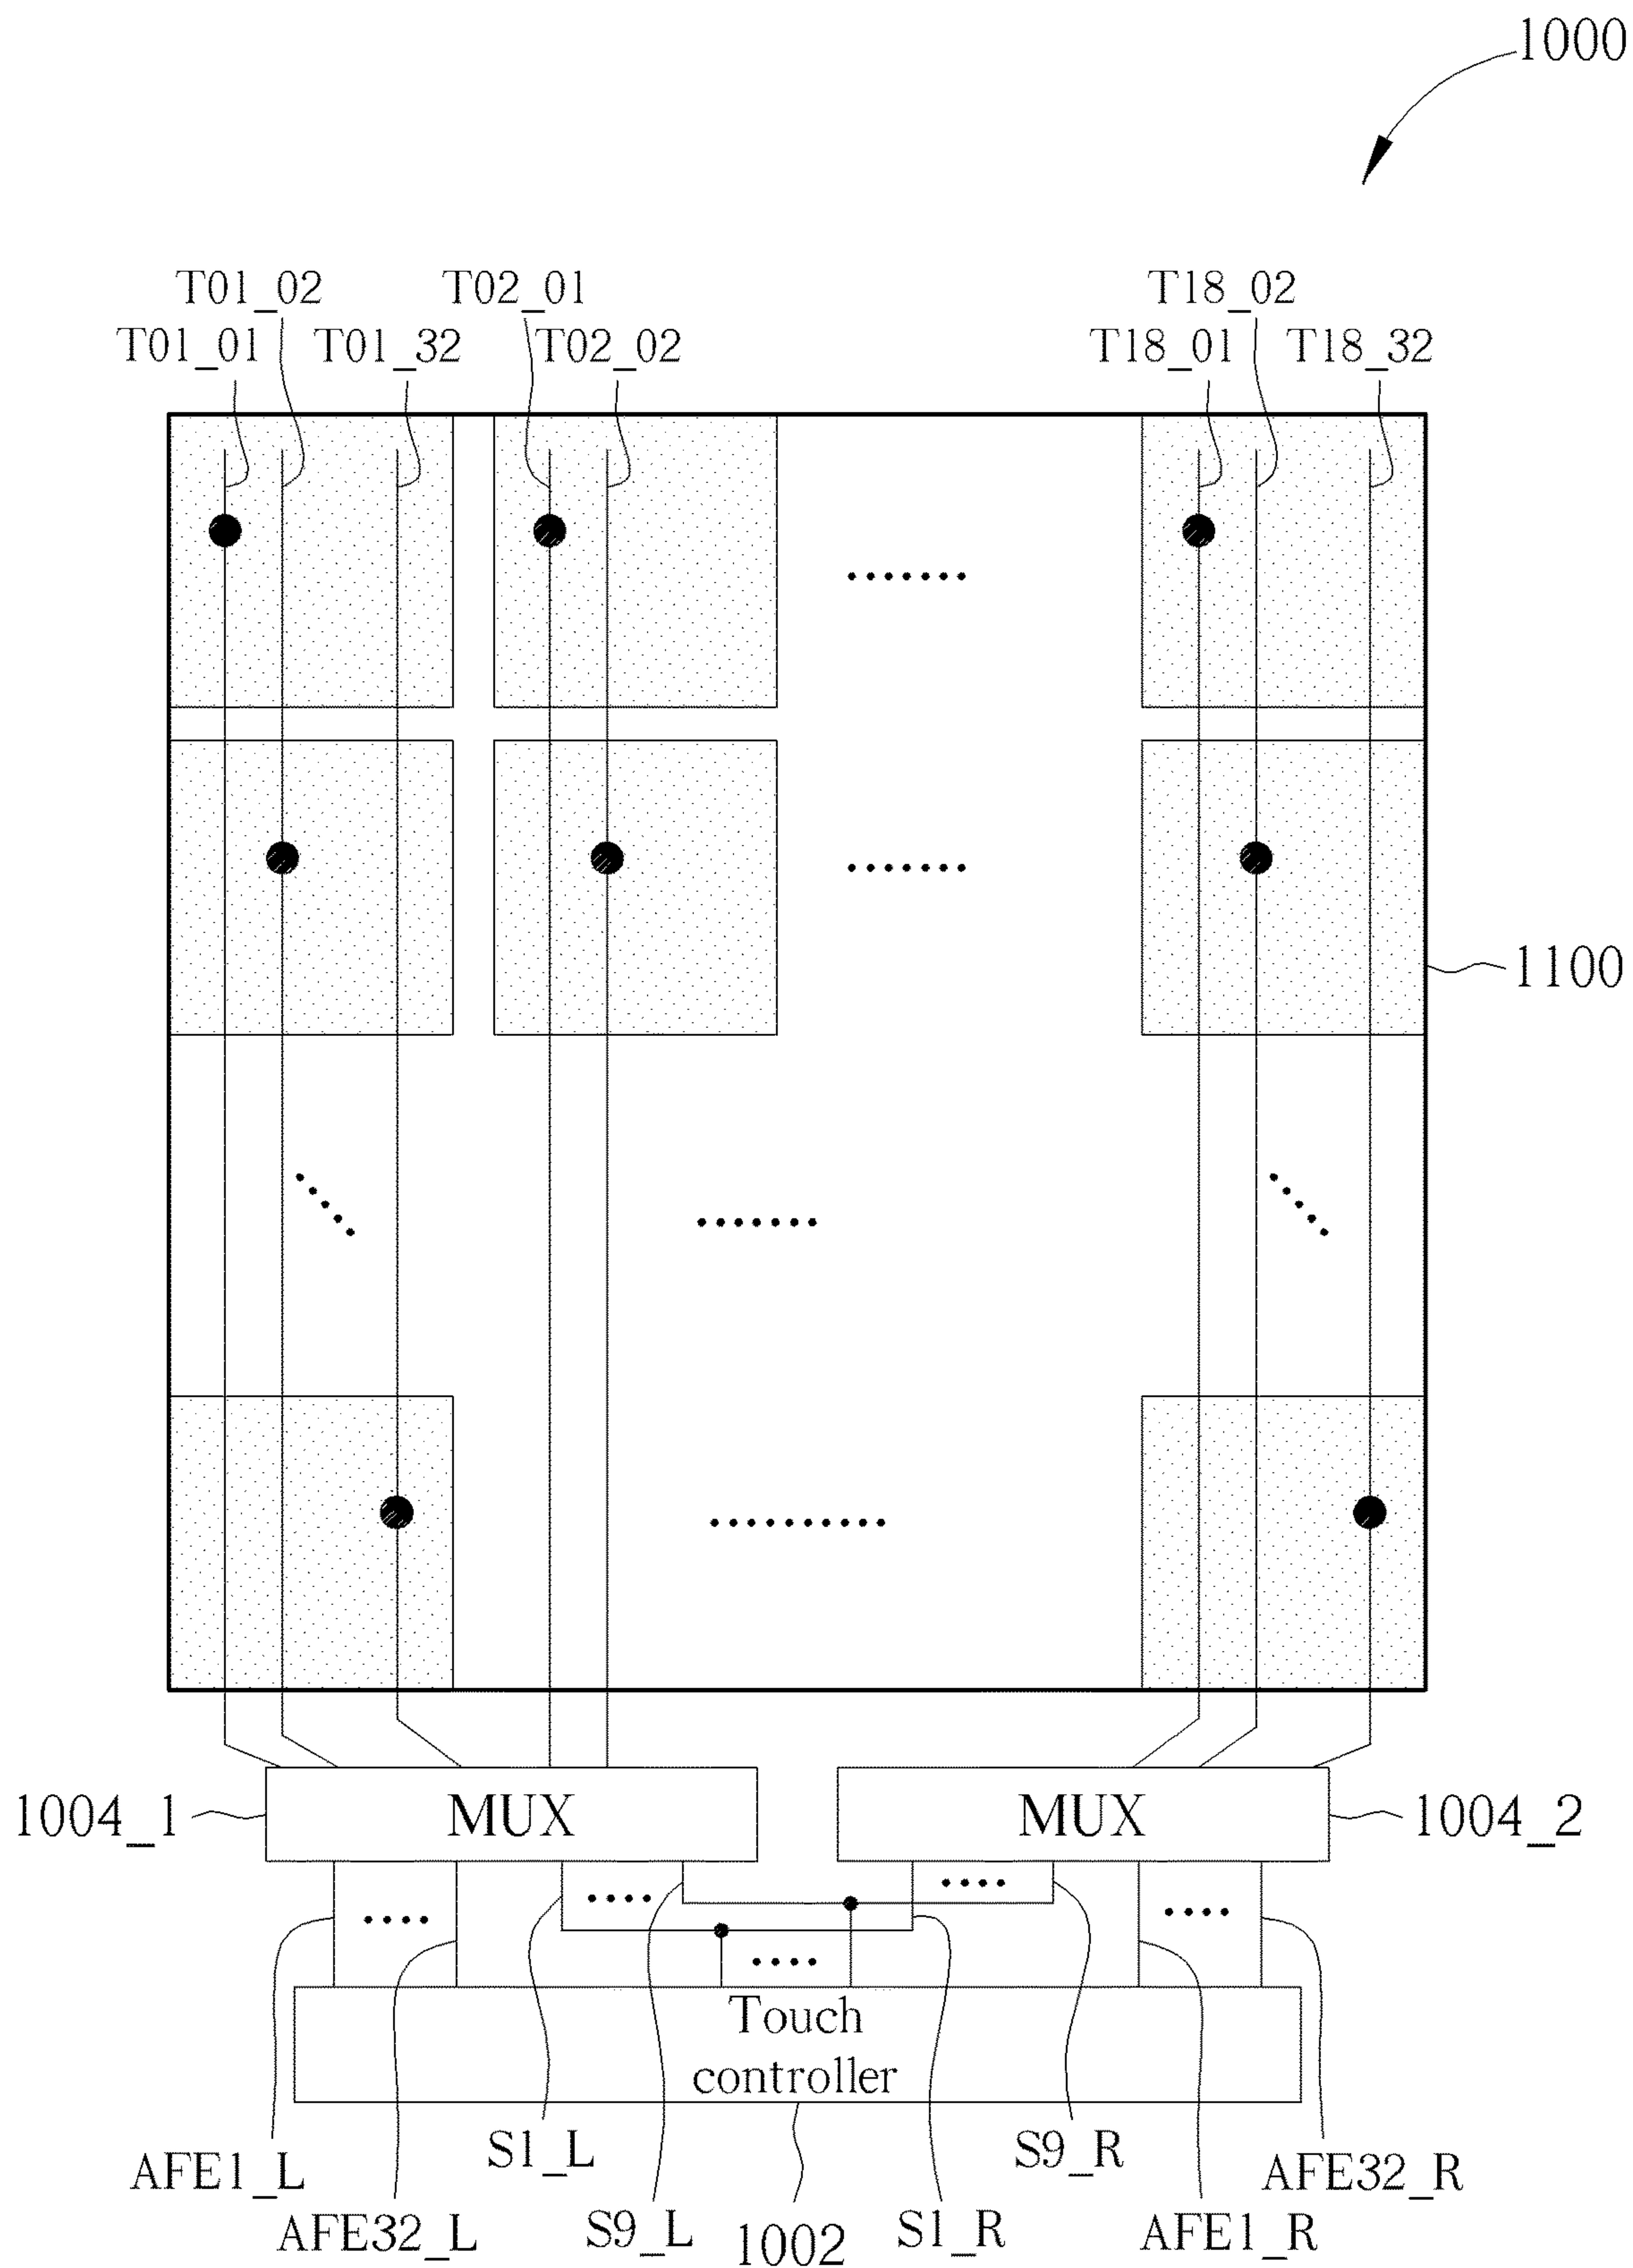 1000
T01_02
T02_01
T18_02
T01_01
T01_32
T02_02
T18_01
T18_32
1100
1004_1
MUX
MUX
1004_2
Touch
controller
AFE1_L
S1_L
S9_R
AFE32_R
AFE32_L
S9_L
1002
S1_R
AFE1_R